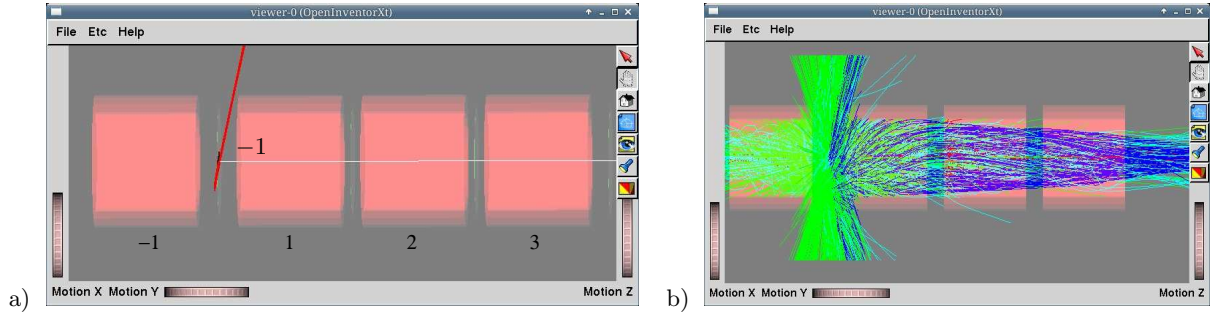 viewer-0 (OpenInventorXt)
File Etc Help
−1
−1 1 2 3
Motion X Motion Y Motion Z
a)
viewer-0 (OpenInventorXt)
File Etc Help
Motion X Motion Y Motion Z
b)